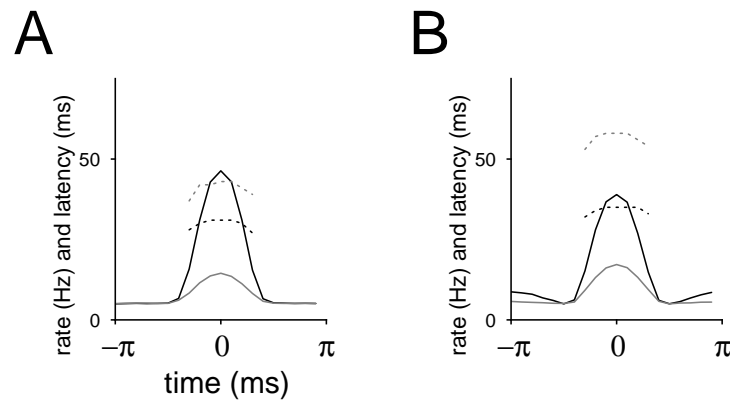 A
rate (Hz) and latency (ms)
50
0
−π
0
π
time (ms)
B
rate (Hz) and latency (ms)
50
0
−π
0
π